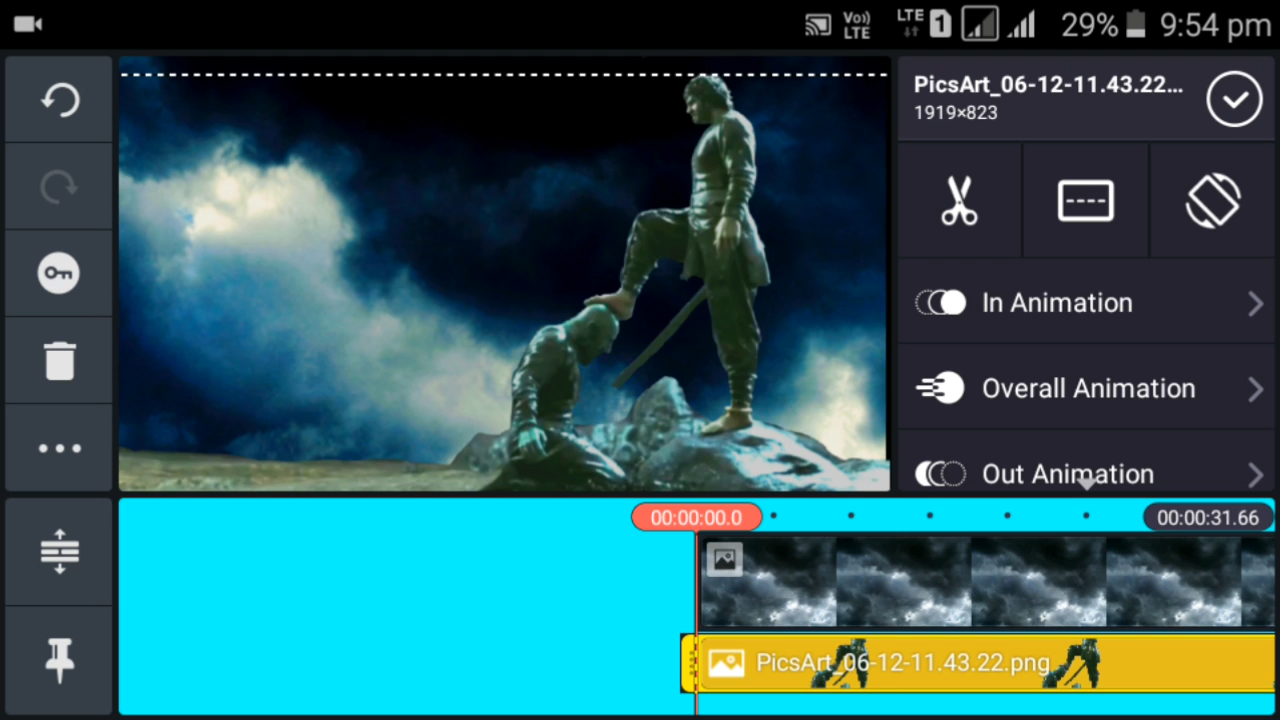 Vo))
LTE
LTE
1
29%
9:54 pm
PicsArt_06-12-11.43.22...
1919×823
In Animation
Overall Animation
Out Animation
00:00:00.0
00:00:31.66
PicsArt_06-12-11.43.22.png